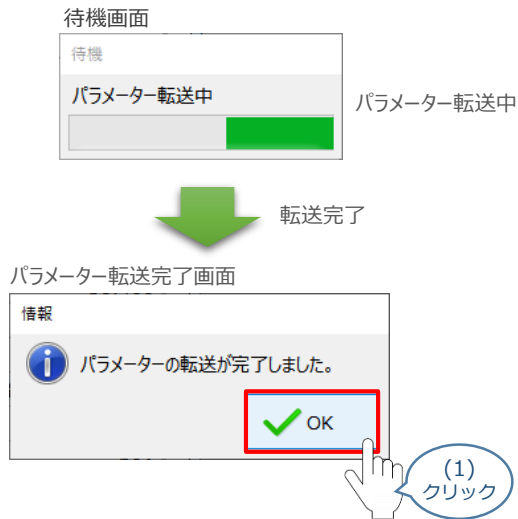 待機画面
待機
パラメーター転送中
パラメーター転送中
転送完了
パラメーター転送完了画面
情報
パラメーターの転送が完了しました。
OK
(1)
クリック